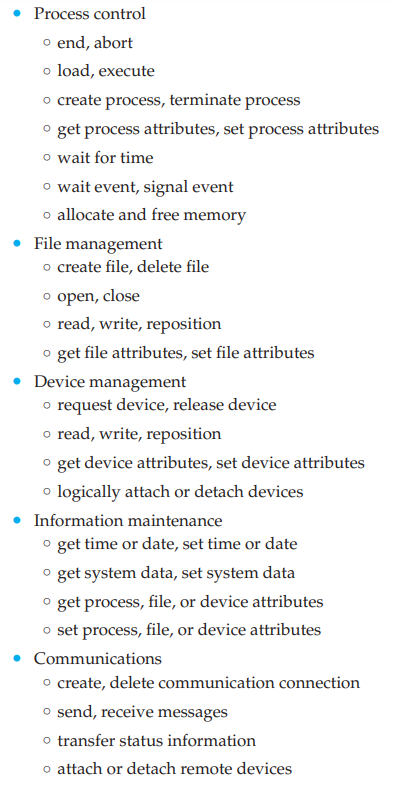 • Process control
◦ end, abort
◦ load, execute
◦ create process, terminate process
◦ get process attributes, set process attributes
◦ wait for time
◦ wait event, signal event
◦ allocate and free memory
• File management
◦ create file, delete file
◦ open, close
◦ read, write, reposition
◦ get file attributes, set file attributes
• Device management
◦ request device, release device
◦ read, write, reposition
◦ get device attributes, set device attributes
◦ logically attach or detach devices
• Information maintenance
◦ get time or date, set time or date
◦ get system data, set system data
◦ get process, file, or device attributes
◦ set process, file, or device attributes
• Communications
◦ create, delete communication connection
◦ send, receive messages
◦ transfer status information
◦ attach or detach remote devices